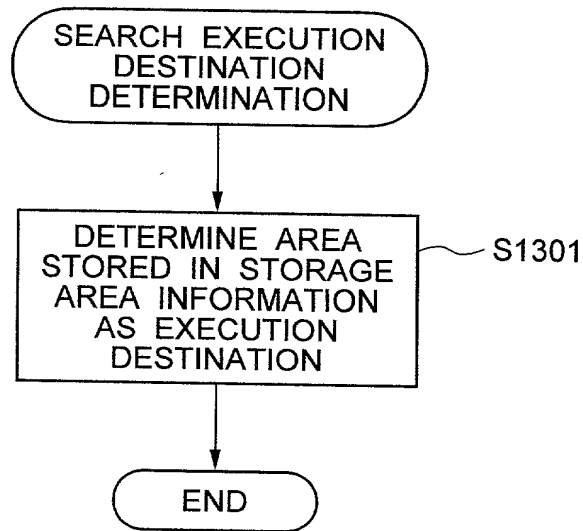 SEARCH EXECUTION
DESTINATION
DETERMINATION
DETERMINE AREA
STORED IN STORAGE
AREA INFORMATION
AS EXECUTION
DESTINATION
S1301
END